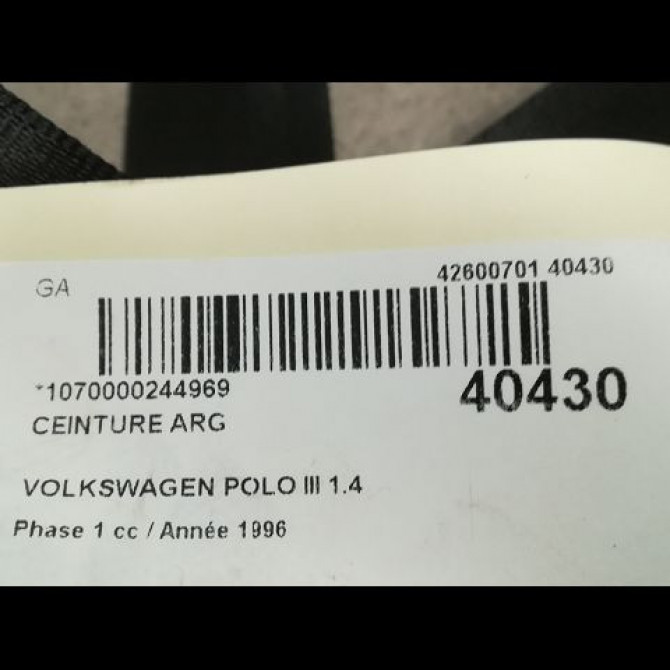 GA
42600701 40430
*1070000244969
40430
CEINTURE ARG
VOLKSWAGEN POLO III 1.4
Phase 1 cc / Année 1996